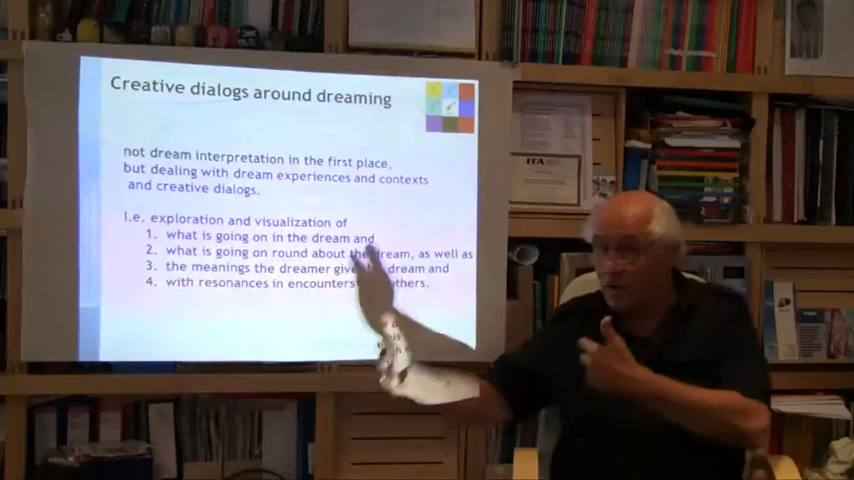 Creative dialogs around dreaming
not dream interpretation in the first place,
but dealing with dream experiences and contexts
and creative dialogs.
I.e. exploration and visualization of
1. what is going on in the dream and
2. what is going on round about the dream, as well as
3. the meanings the dreamer dream and
4. with resonances in encounters others.
ITA